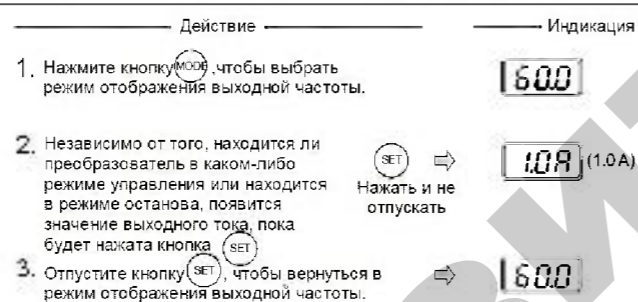 Действие Индикация
1. Нажмите кнопку MODE ,чтобы выбрать
режим отображения выходной частоты.
60.0
2. Независимо от того, находится ли
преобразователь в каком-либо
режиме управления или находится
в режиме останова, появится
значение выходного тока, пока
будет нажата кнопка SET
SET ⇨
Нажать и не
отпускать
1.0A (1.0A)
3. Отпустите кнопку SET , чтобы вернуться в
режим отображения выходной частоты.
⇨ 60.0